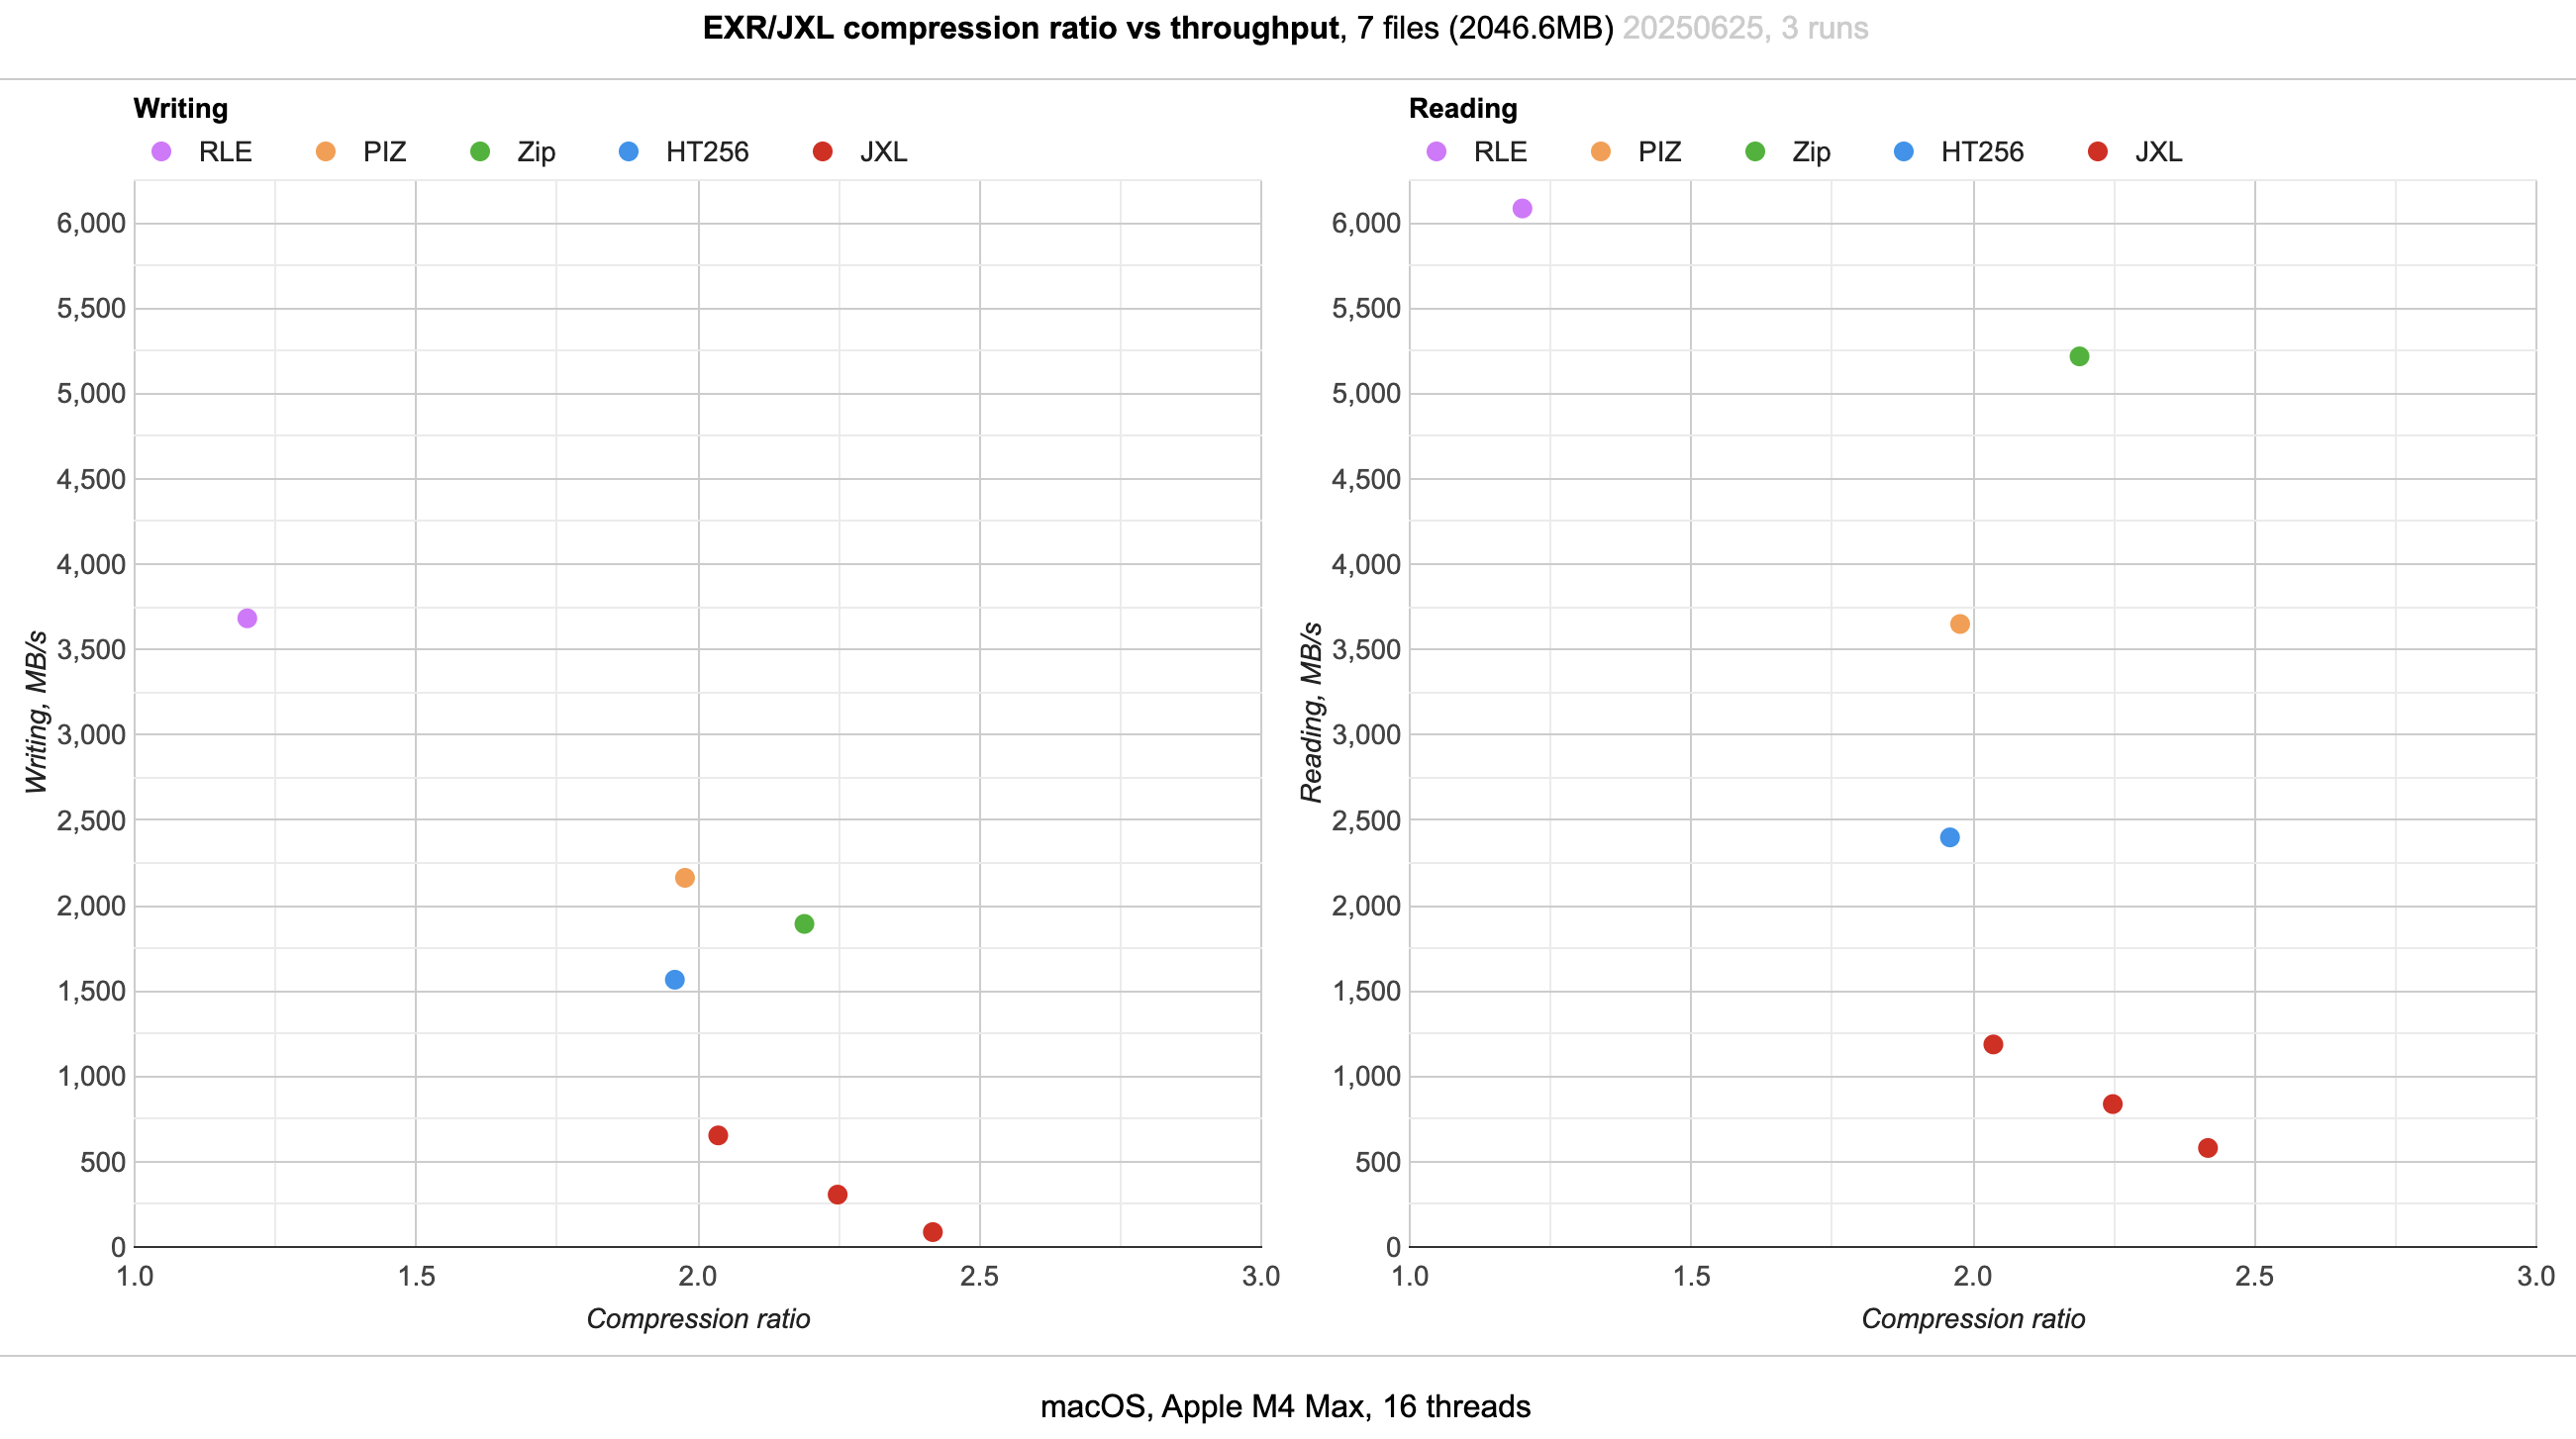 EXR/JXL compression ratio vs throughput, 7 files (2046.6MB) 20250625, 3 runs
Writing
RLE PIZ Zip HT256 JXL
6,000
5,500
5,000
4,500
4,000
3,500
3,000
2,500
2,000
1,500
1,000
500
0
Writing, MB/s
1.0 1.5 2.0 2.5 3.0
Compression ratio
Reading
RLE PIZ Zip HT256 JXL
6,000
5,500
5,000
4,500
4,000
3,500
3,000
2,500
2,000
1,500
1,000
500
0
Reading, MB/s
1.0 1.5 2.0 2.5 3.0
Compression ratio
macOS, Apple M4 Max, 16 threads